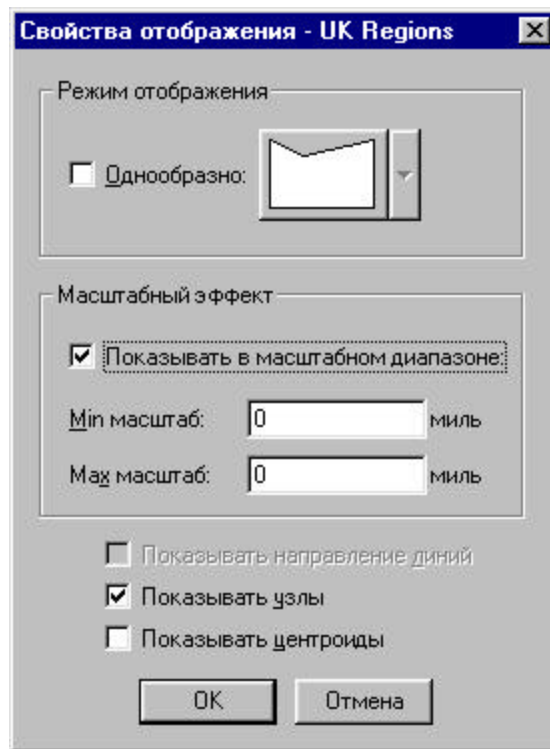 Свойства отображения - UK Regions
Режим отображения
Однообразно:
Масштабный эффект
Показывать в масштабном диапазоне:
Min масштаб: 0 миль
Max масштаб: 0 миль
Показывать направление линий
Показывать узлы
Показывать центроиды
OK Отмена